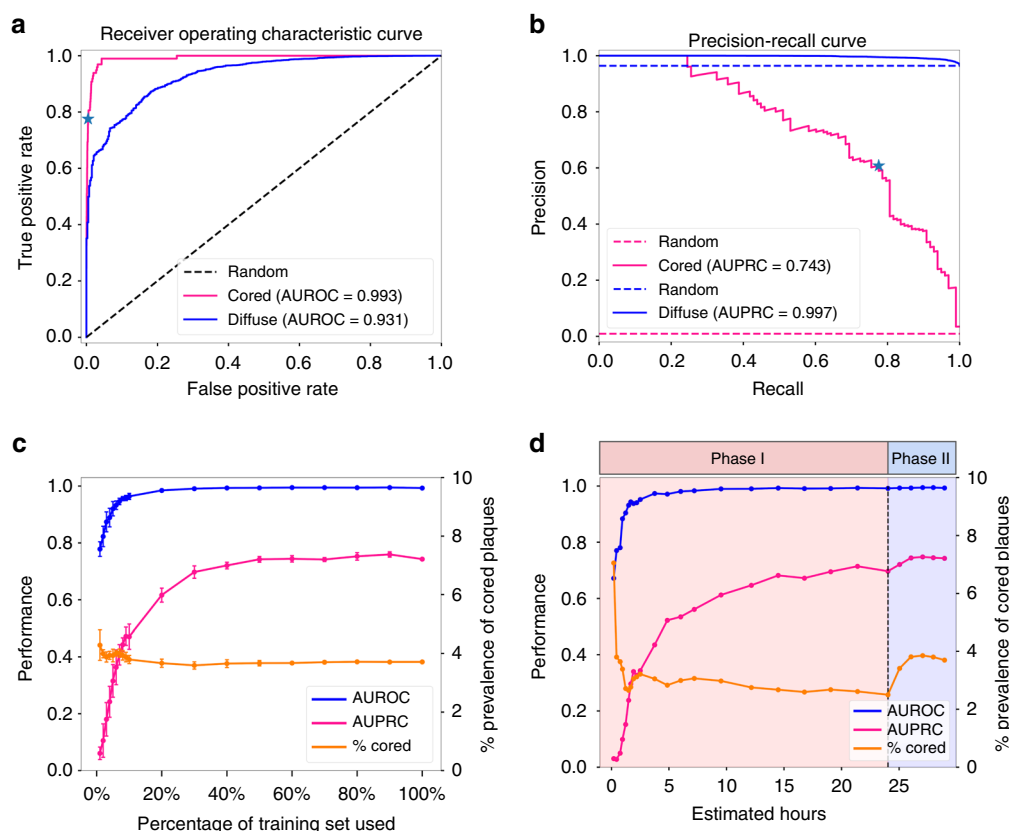 a
Receiver operating characteristic curve
1.0
0.8
0.6
0.4
0.2
0.0
True positive rate
0.0 0.2 0.4 0.6 0.8 1.0
False positive rate
Random
Cored (AUROC = 0.993)
Diffuse (AUROC = 0.931)
b
Precision-recall curve
1.0
0.8
0.6
0.4
0.2
0.0
Precision
0.0 0.2 0.4 0.6 0.8 1.0
Recall
Random
Cored (AUPRC = 0.743)
Random
Diffuse (AUPRC = 0.997)
c
1.0
0.8
0.6
0.4
0.2
0.0
Performance
10
8
6
4
2
0
% prevalence of cored plaques
0% 20% 40% 60% 80% 100%
Percentage of training set used
AUROC
AUPRC
% cored
d
Phase I Phase II
1.0
0.8
0.6
0.4
0.2
0.0
Performance
10
8
6
4
2
0
% prevalence of cored plaques
0 5 10 15 20 25
Estimated hours
AUROC
AUPRC
% cored